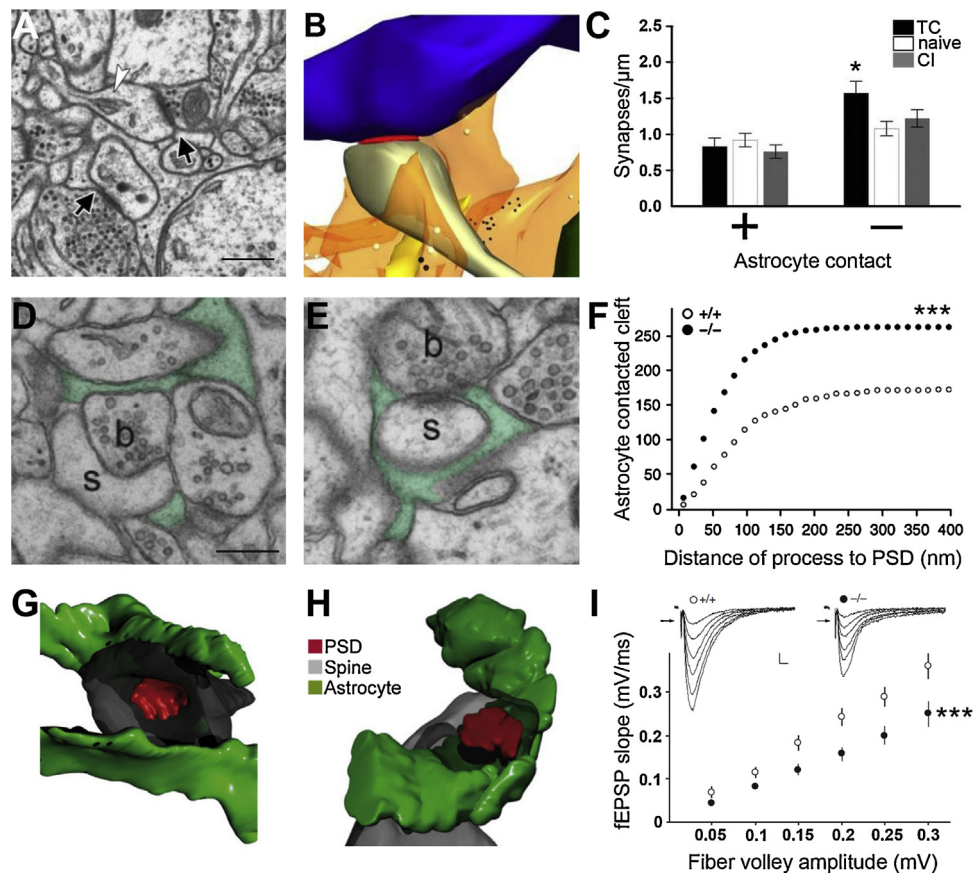 A
B
C
TC
naive
CI
2.5
2.0
1.5
1.0
0.5
0.0
Synapses/µm
*
+
−
Astrocyte contact
D
b
s
E
b
s
F
+/+
−/−
***
250
200
150
100
50
0
Astrocyte contacted cleft
0 50 100 150 200 250 300 350 400
Distance of process to PSD (nm)
G
H
PSD
Spine
Astrocyte
I
+/+
−/−
0.3
0.2
0.1
0
fEPSP slope (mV/ms)
***
0.05 0.1 0.15 0.2 0.25 0.3
Fiber volley amplitude (mV)